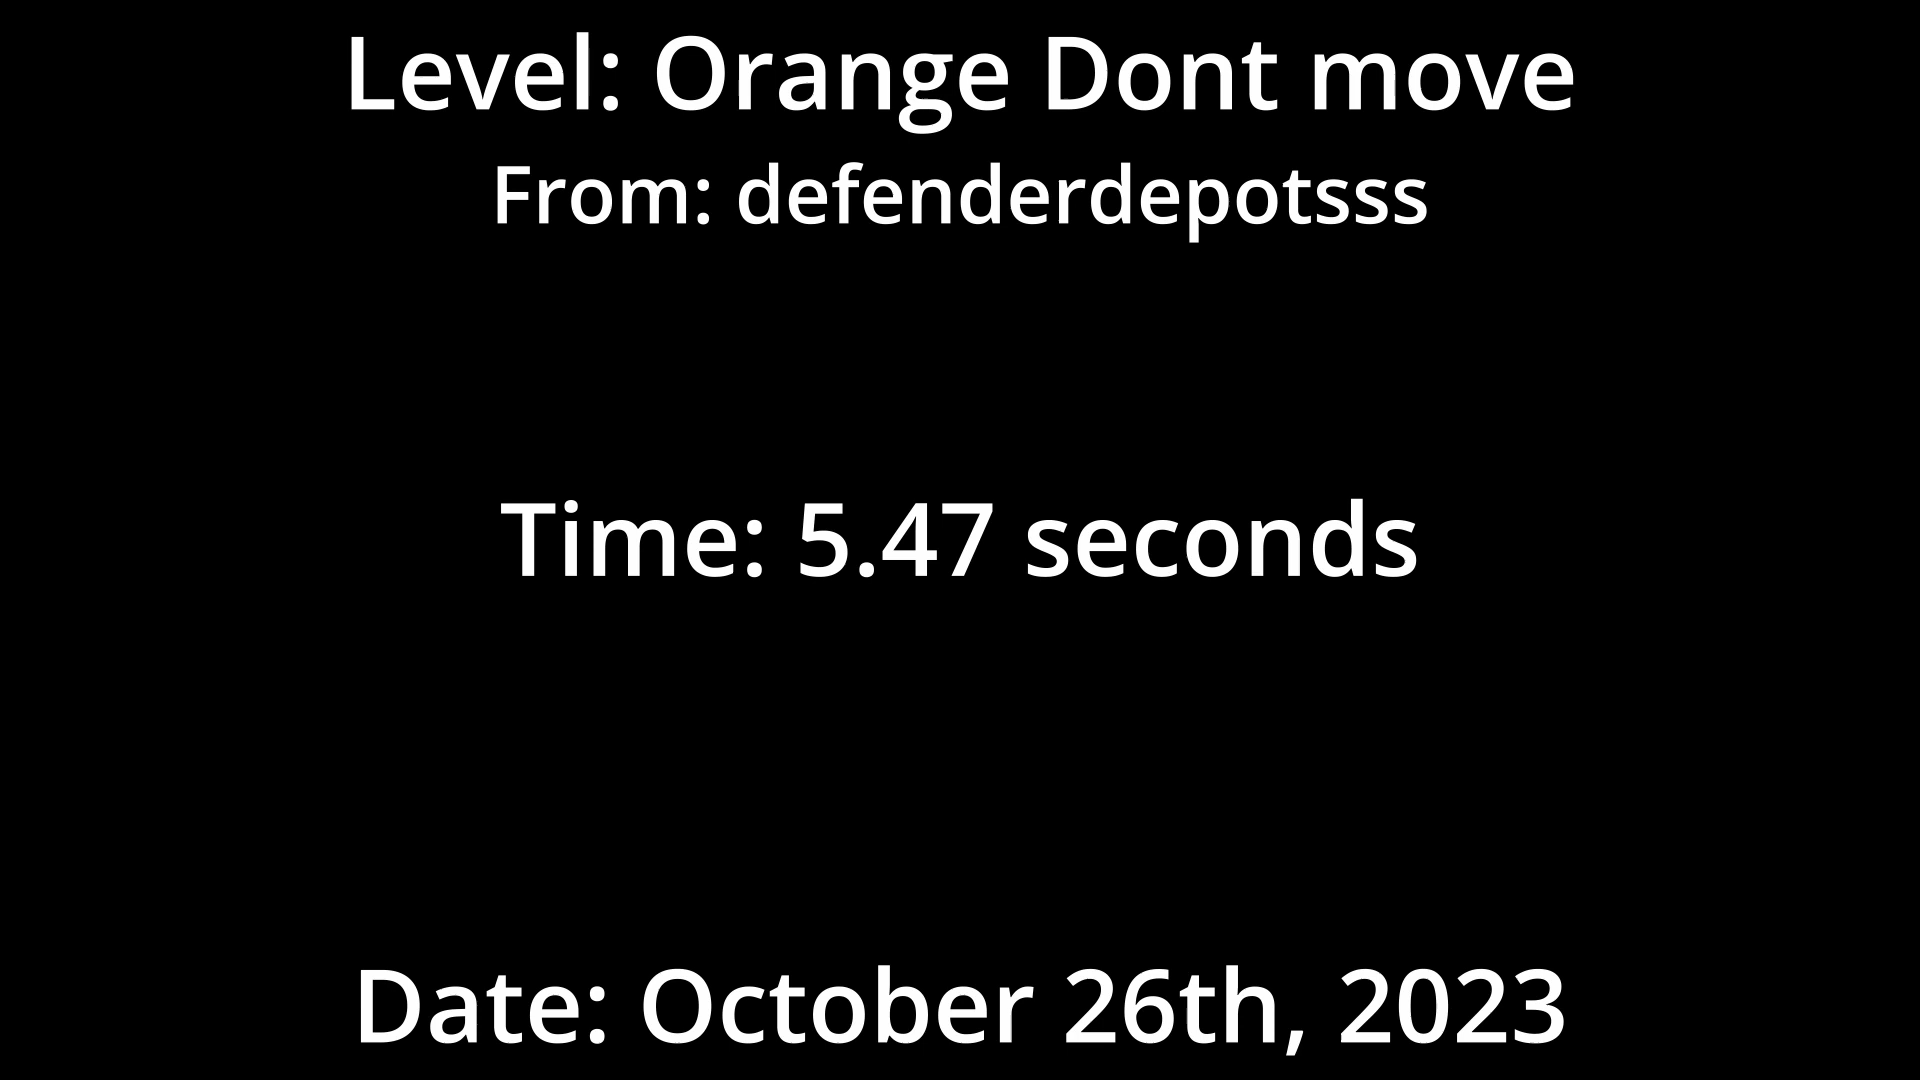 Level: Orange Dont move
From: defenderdepotsss
Time: 5.47 seconds
Date: October 26th, 2023